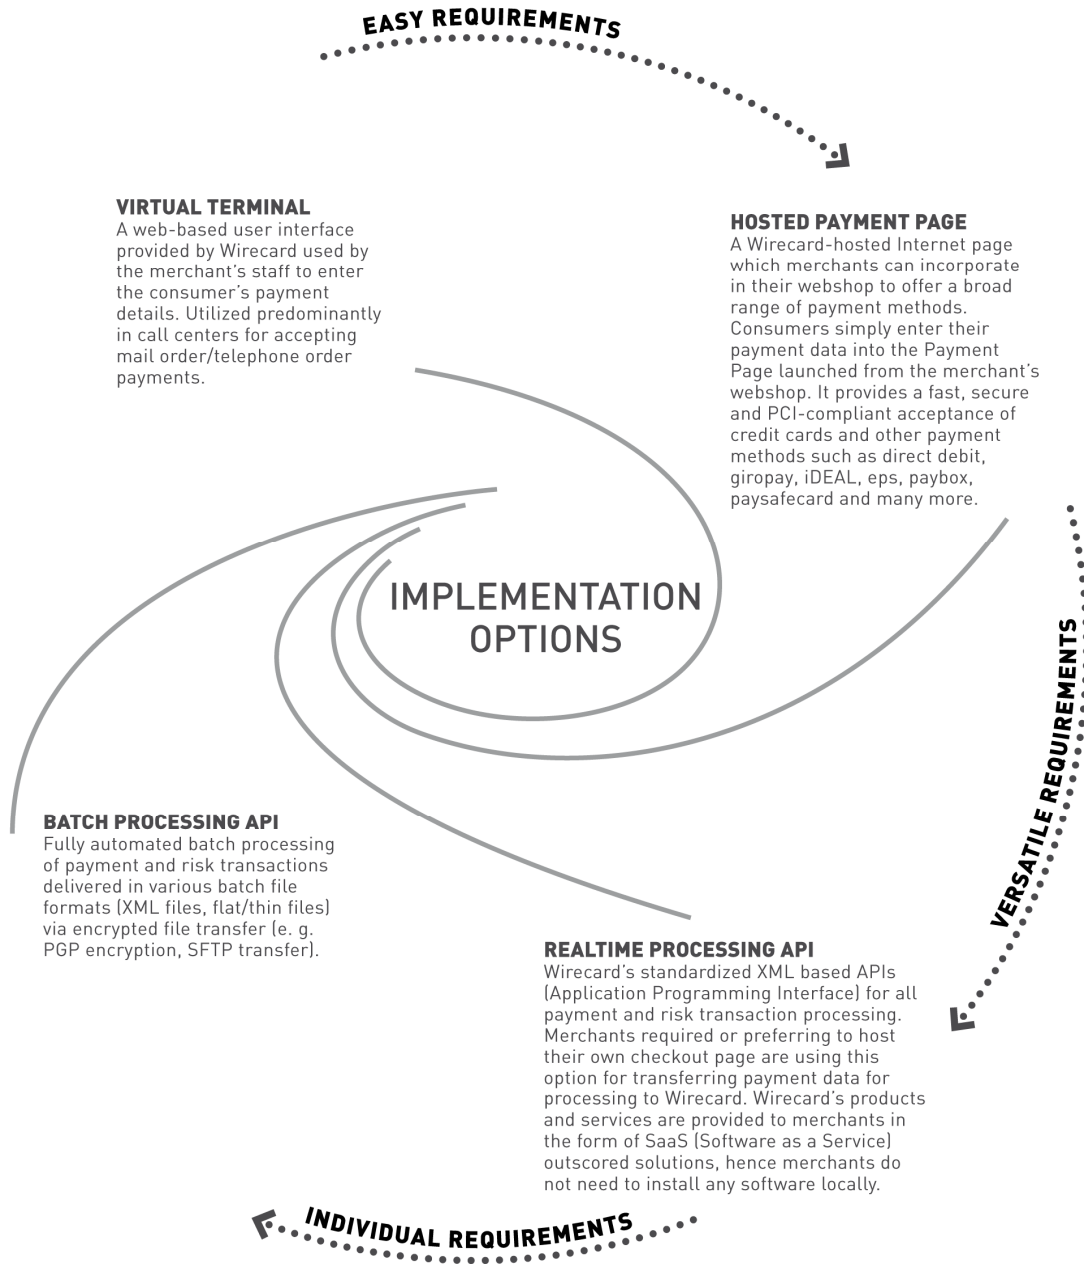 EASY REQUIREMENTS
VIRTUAL TERMINAL
A web-based user interface
provided by Wirecard used by
the merchant's staff to enter
the consumer's payment
details. Utilized predominantly
in call centers for accepting
mail order/telephone order
payments.
HOSTED PAYMENT PAGE
A Wirecard-hosted Internet page
which merchants can incorporate
in their webshop to offer a broad
range of payment methods.
Consumers simply enter their
payment data into the Payment
Page launched from the merchant's
webshop. It provides a fast, secure
and PCI-compliant acceptance of
credit cards and other payment
methods such as direct debit,
giropay, iDEAL, eps, paybox,
paysafecard and many more.
IMPLEMENTATION
OPTIONS
VERSATILE REQUIREMENTS
BATCH PROCESSING API
Fully automated batch processing
of payment and risk transactions
delivered in various batch file
formats (XML files, flat/thin files)
via encrypted file transfer (e. g.
PGP encryption, SFTP transfer).
REALTIME PROCESSING API
Wirecard's standardized XML based APIs
(Application Programming Interface) for all
payment and risk transaction processing.
Merchants required or preferring to host
their own checkout page are using this
option for transferring payment data for
processing to Wirecard. Wirecard's products
and services are provided to merchants in
the form of SaaS (Software as a Service)
outscored solutions, hence merchants do
not need to install any software locally.
INDIVIDUAL REQUIREMENTS